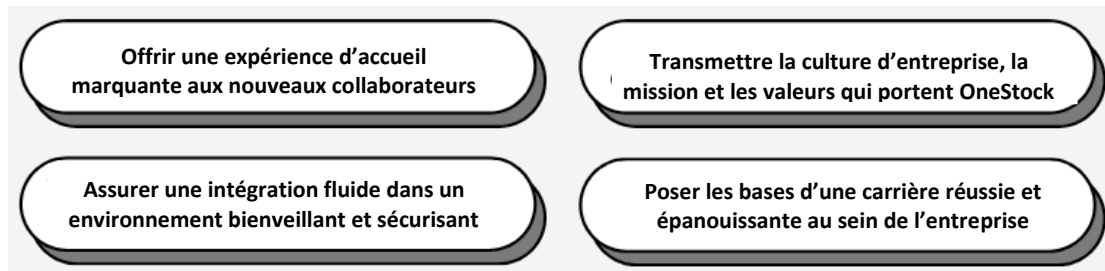 Offrir une expérience d’accueil
marquante aux nouveaux collaborateurs
Transmettre la culture d’entreprise, la
mission et les valeurs qui portent OneStock
Assurer une intégration fluide dans un
environnement bienveillant et sécurisant
Poser les bases d’une carrière réussie et
épanouissante au sein de l’entreprise